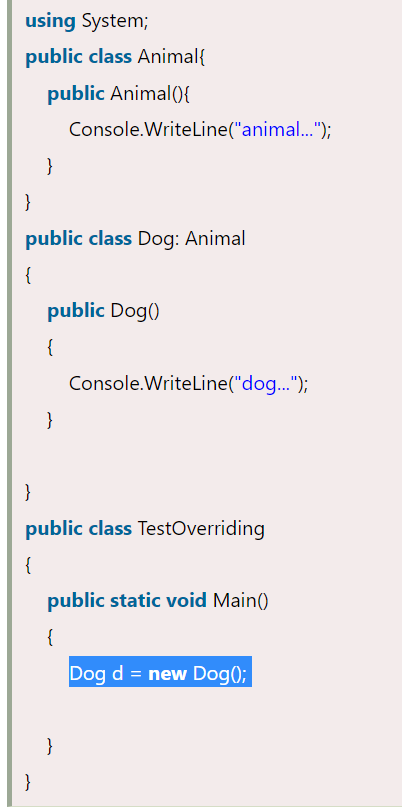 using System;
public class Animal{
public Animal(){
Console.WriteLine("animal...");
}
}
public class Dog: Animal
{
public Dog()
{
Console.WriteLine("dog...");
}
}
public class TestOverriding
{
public static void Main()
{
Dog d = new Dog();
}
}